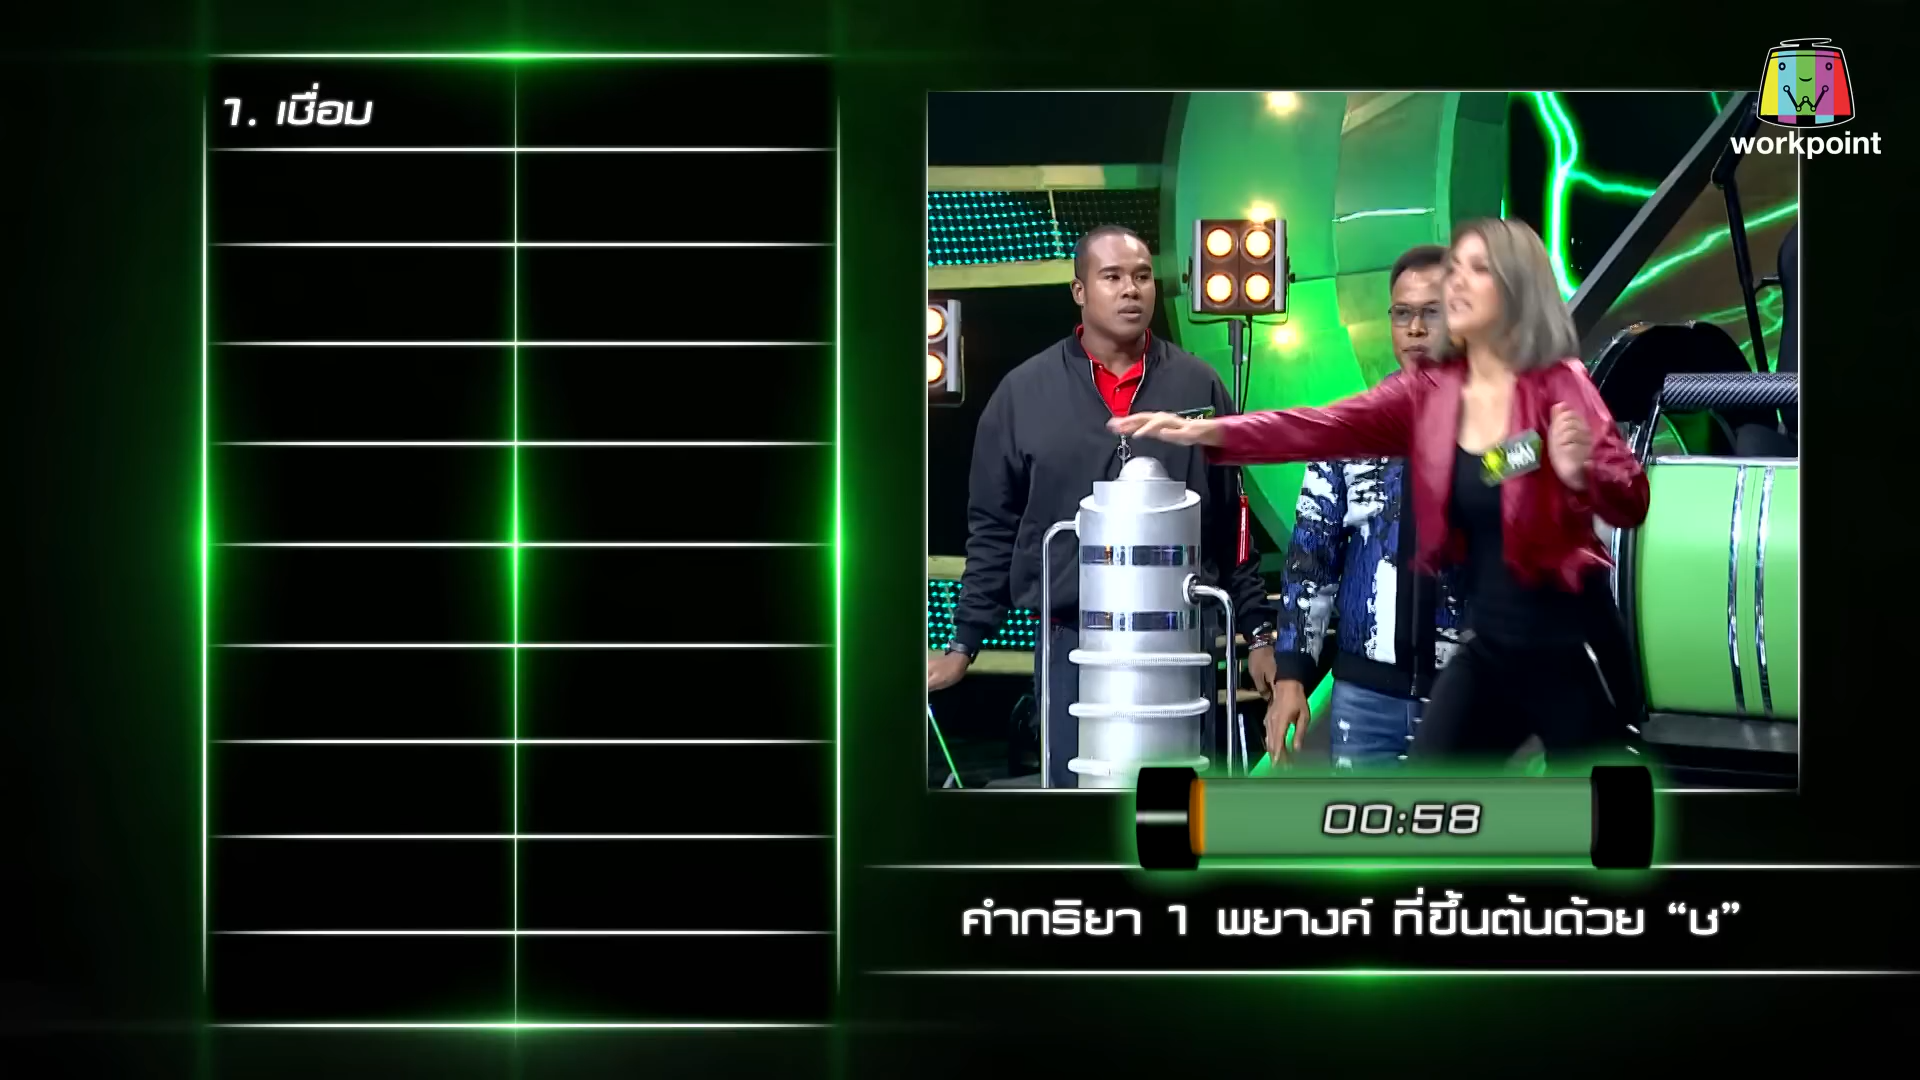 1. เชื่อม
workpoint
00:58
คำกริยา 1 พยางค์ ที่ขึ้นต้นด้วย “ช”